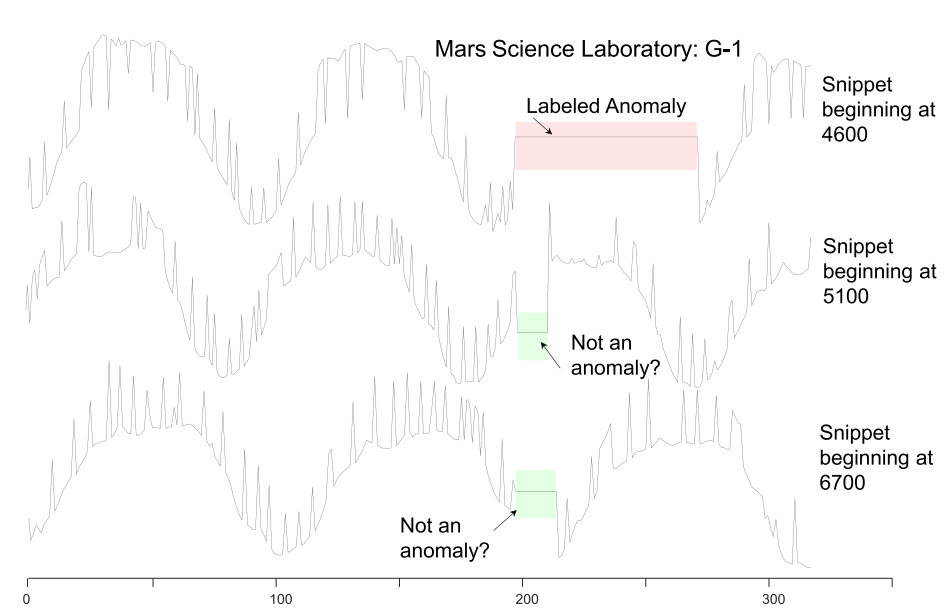 Mars Science Laboratory: G-1
Labeled Anomaly
Snippet
beginning at
4600
Snippet
beginning at
5100
Not an
anomaly?
Snippet
beginning at
6700
Not an
anomaly?
0 100 200 300